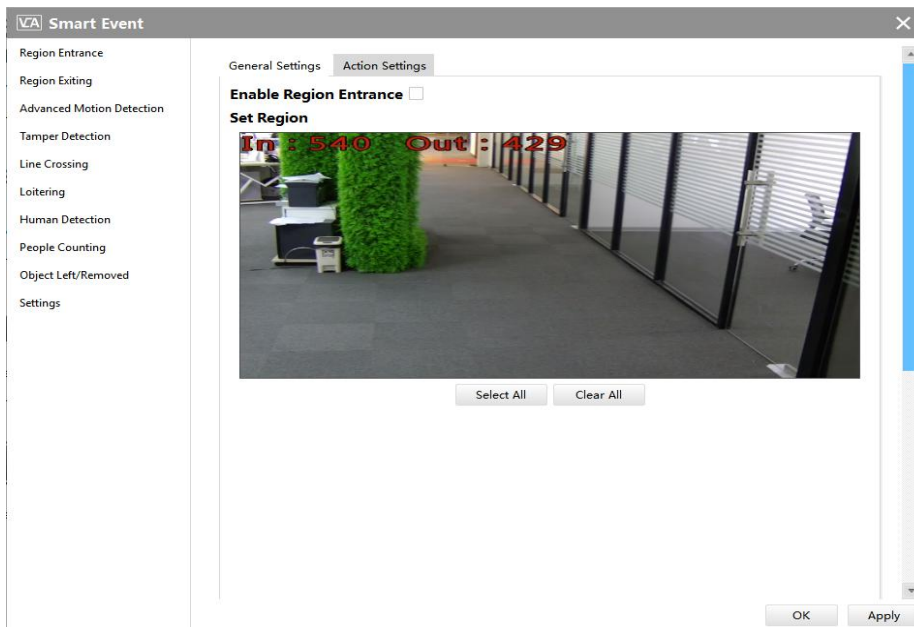 VCA Smart Event
Region Entrance
Region Exiting
Advanced Motion Detection
Tamper Detection
Line Crossing
Loitering
Human Detection
People Counting
Object Left/Removed
Settings
General Settings Action Settings
Enable Region Entrance
Set Region
In : 540 Out : 429
Select All Clear All
OK Apply